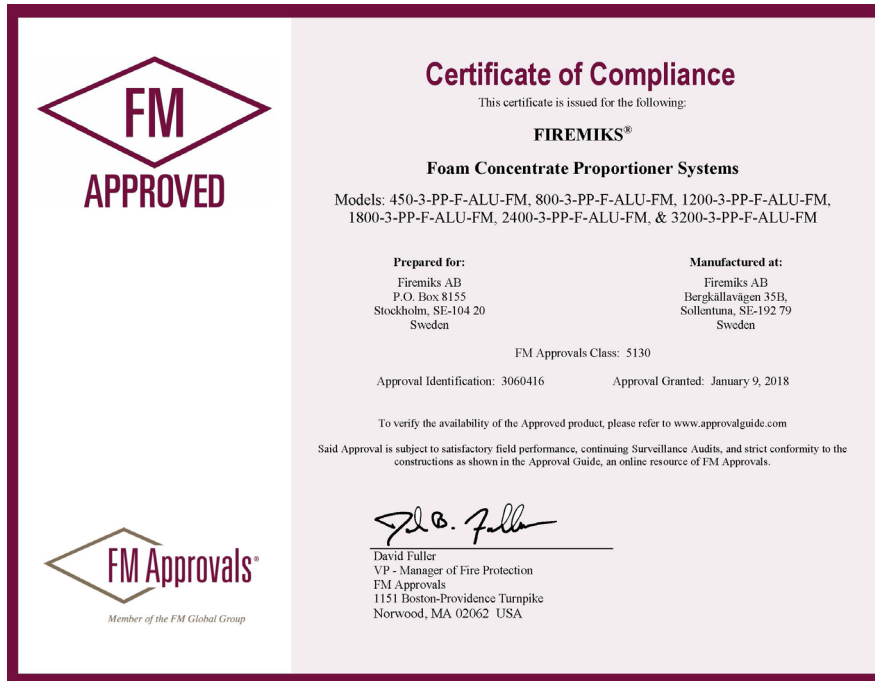 FM
APPROVED
Certificate of Compliance
This certificate is issued for the following:
FIREMIKS®
Foam Concentrate Proportioner Systems
Models: 450-3-PP-F-ALU-FM, 800-3-PP-F-ALU-FM, 1200-3-PP-F-ALU-FM,
1800-3-PP-F-ALU-FM, 2400-3-PP-F-ALU-FM, & 3200-3-PP-F-ALU-FM
Prepared for:
Firemiks AB
P.O. Box 8155
Stockholm, SE-104 20
Sweden
Manufactured at:
Firemiks AB
Bergkällavägen 35B,
Sollentuna, SE-192 79
Sweden
FM Approvals Class: 5130
Approval Identification: 3060416
Approval Granted: January 9, 2018
To verify the availability of the Approved product, please refer to www.approvalguide.com
Said Approval is subject to satisfactory field performance, continuing Surveillance Audits, and strict conformity to the
constructions as shown in the Approval Guide, an online resource of FM Approvals.
David Fuller
VP - Manager of Fire Protection
FM Approvals
1151 Boston-Providence Turnpike
Norwood, MA 02062 USA
FM Approvals®
Member of the FM Global Group